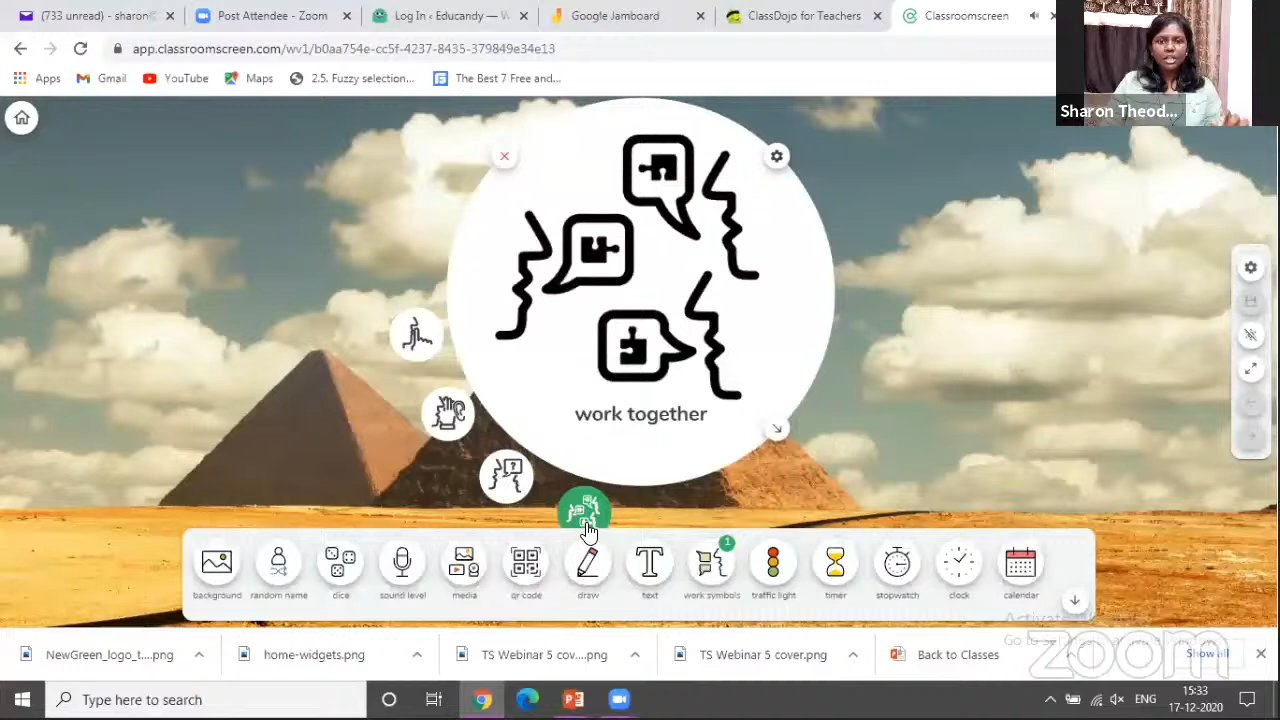 (733 unread) - sharon
Post Attendee - Zoom
Log In ‹ Educandy — W
Google Jamboard
ClassDojo for Teachers
Classroomscreen
app.classroomscreen.com/wv1/b0aa754e-cc5f-4237-8435-379849e34e13
Apps
Gmail
YouTube
Maps
2.5. Fuzzy selection...
The Best 7 Free and...
Sharon Theod...
work together
1
background
random name
dice
sound level
media
qr code
draw
text
work symbols
traffic light
timer
stopwatch
clock
calendar
NewGreen_logo_t....png
home-widgets.png
TS Webinar 5 cov....png
TS Webinar 5 cover.png
Back to Classes
Show all
zoom
Type here to search
ENG
15:33
17-12-2020